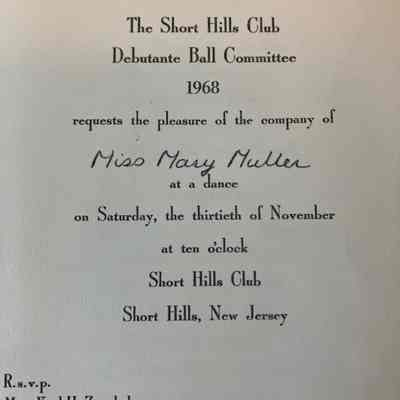 The Short Hills Club
Debutante Ball Committee
1968
requests the pleasure of the company of
Miss Mary Muller
at a dance
on Saturday, the thirtieth of November
at ten o'clock
Short Hills Club
Short Hills, New Jersey
R.s.v.p.